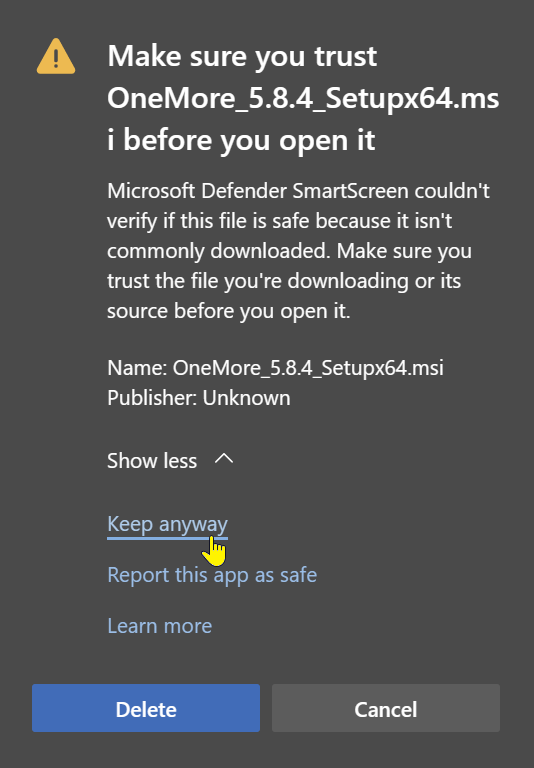 Make sure you trust
OneMore_5.8.4_Setupx64.ms
i before you open it
Microsoft Defender SmartScreen couldn't
verify if this file is safe because it isn't
commonly downloaded. Make sure you
trust the file you're downloading or its
source before you open it.
Name: OneMore_5.8.4_Setupx64.msi
Publisher: Unknown
Show less
Keep anyway
Report this app as safe
Learn more
Delete
Cancel